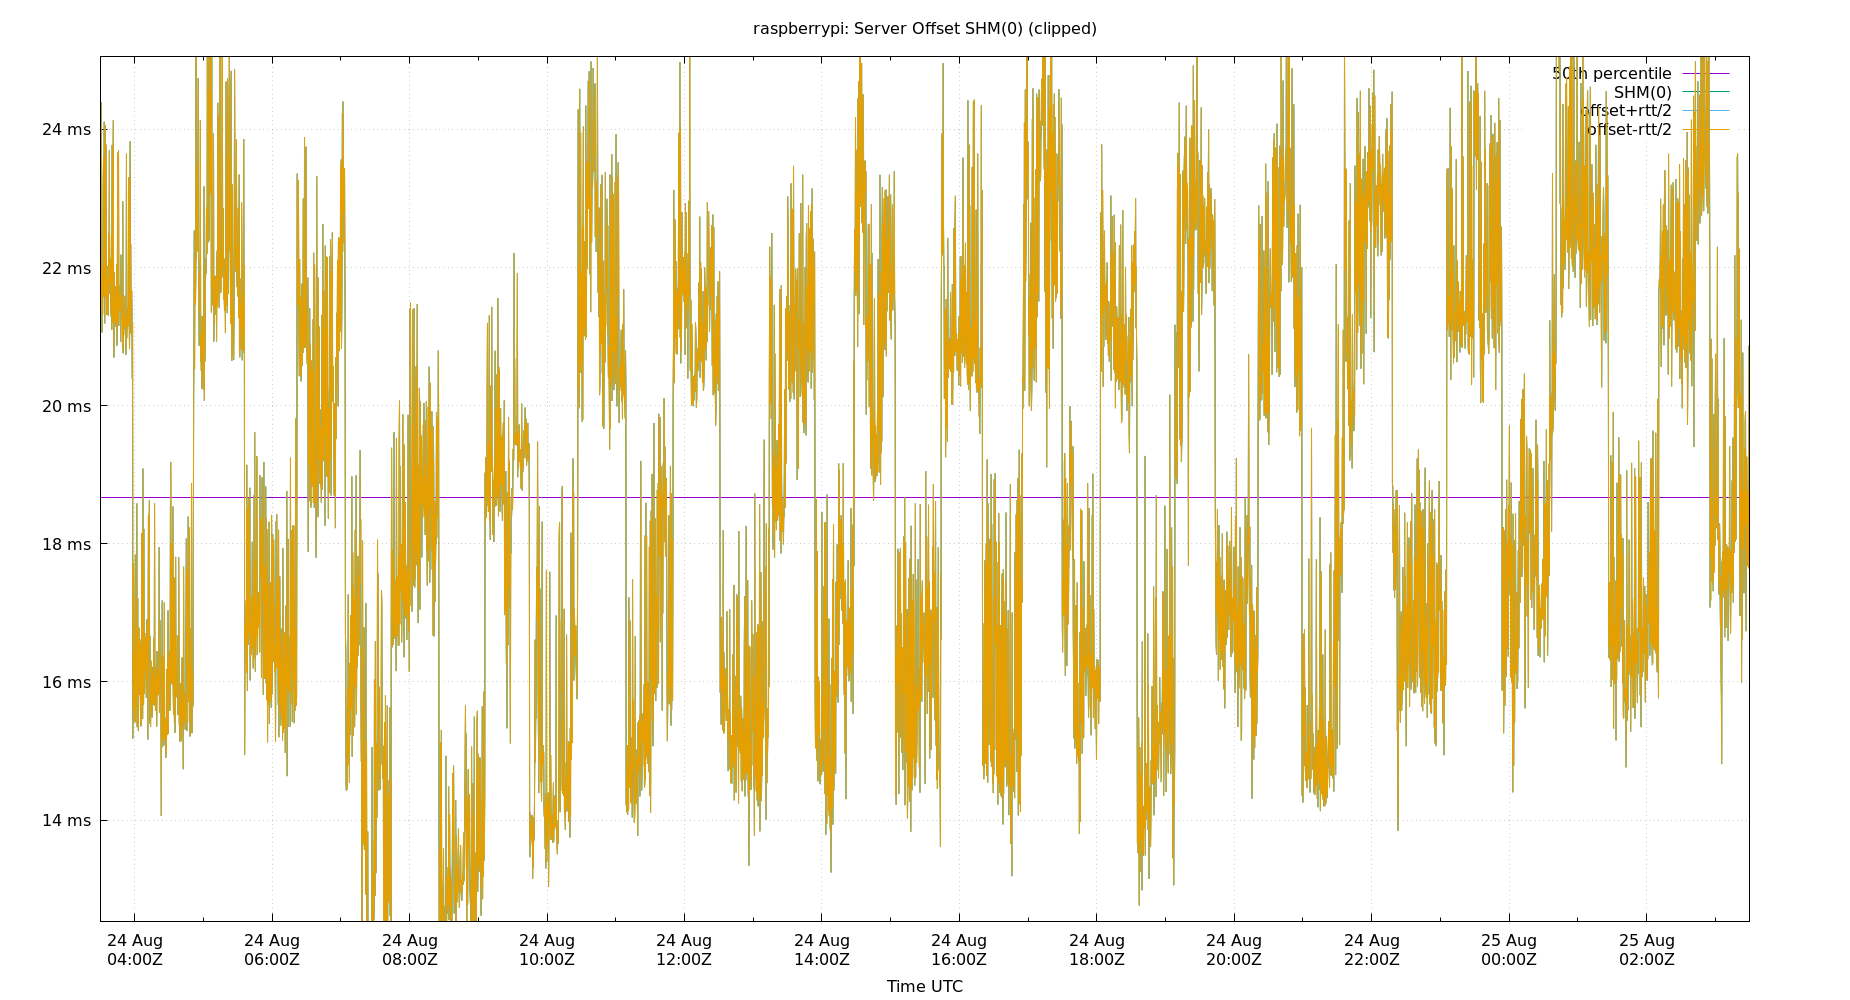 raspberrypi: Server Offset SHM(0) (clipped)
50th percentile
SHM(0)
offset+rtt/2
offset-rtt/2
24 ms
22 ms
20 ms
18 ms
16 ms
14 ms
24 Aug 24 Aug 24 Aug 24 Aug 24 Aug 24 Aug 24 Aug 24 Aug 24 Aug 24 Aug 25 Aug 25 Aug
04:00Z 06:00Z 08:00Z 10:00Z 12:00Z 14:00Z 16:00Z 18:00Z 20:00Z 22:00Z 00:00Z 02:00Z
Time UTC